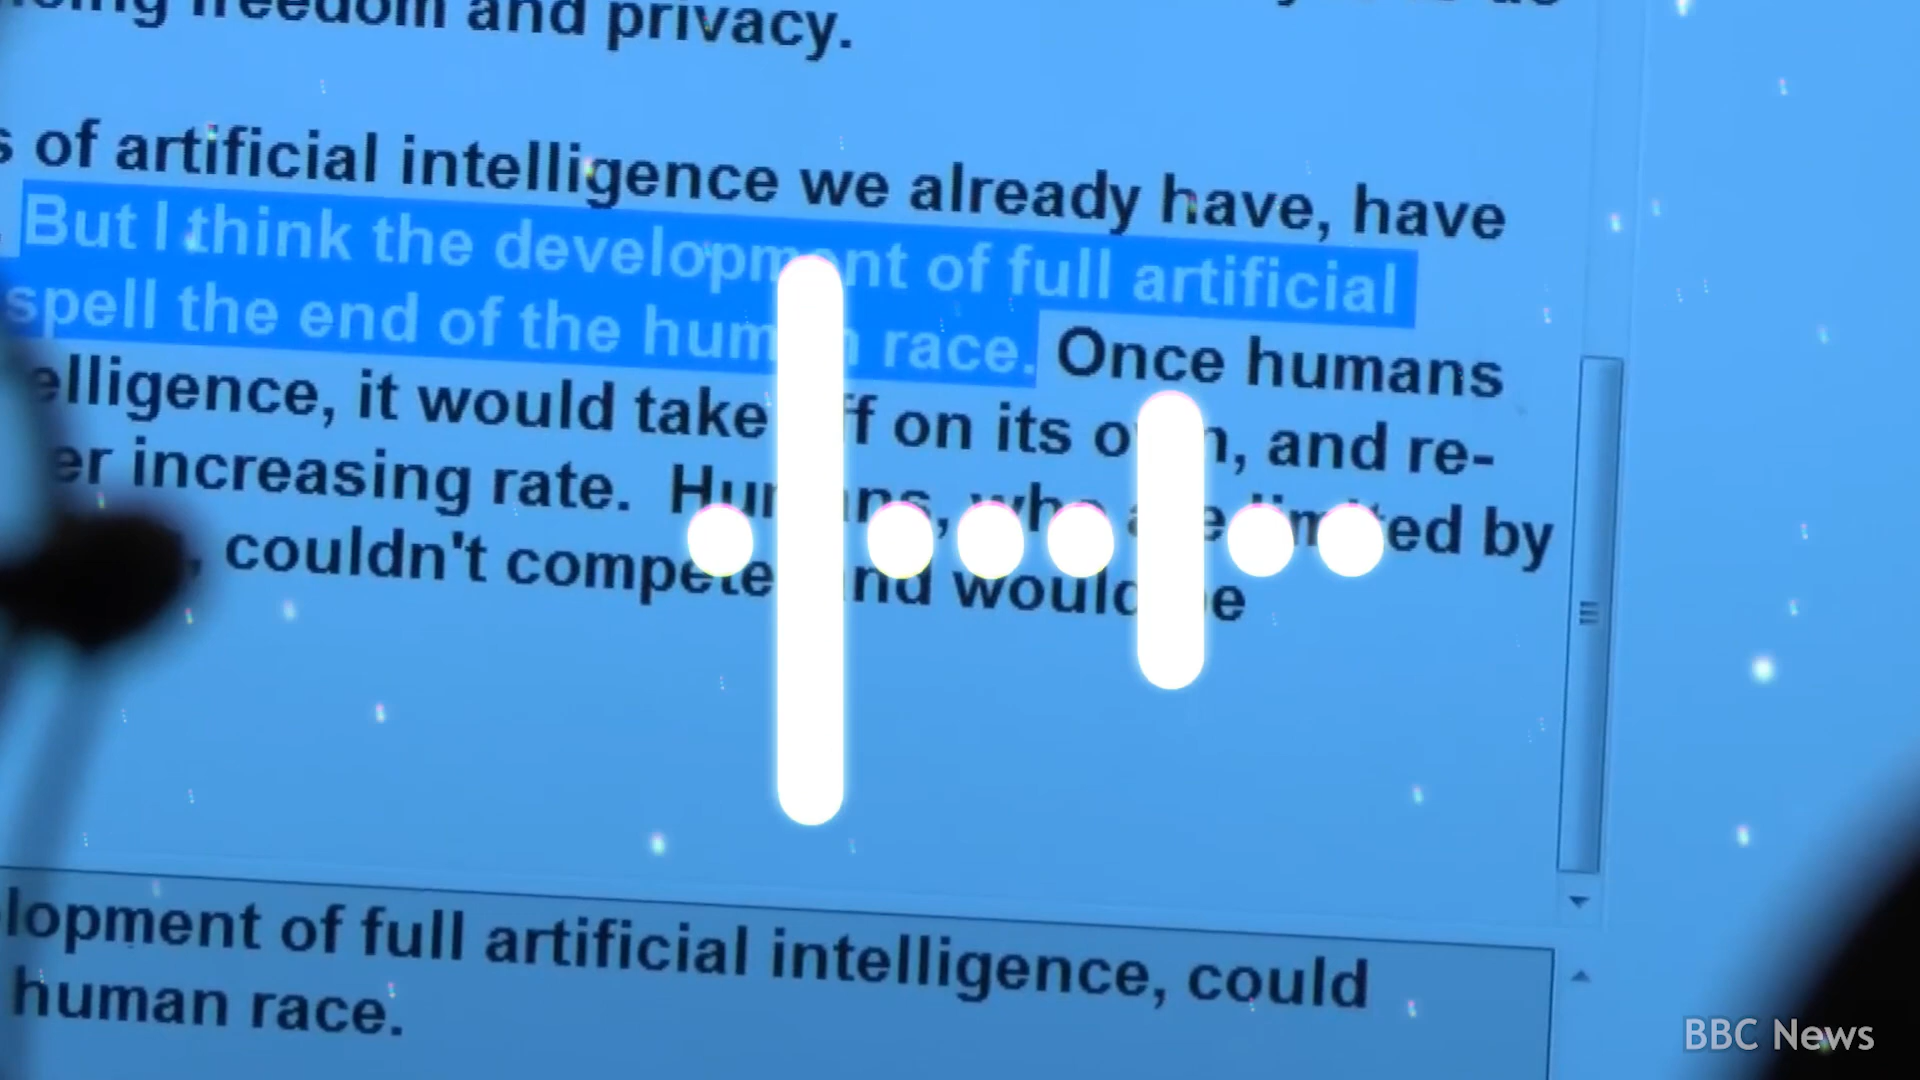 freedom and privacy.
s of artificial intelligence we already have, have
But I think the development of full artificial
spell the end of the human race. Once humans
elligence, it would take off on its own, and re-
er increasing rate. Humans, who are limited by
, couldn't compete and would be
lopment of full artificial intelligence, could
human race.
BBC News